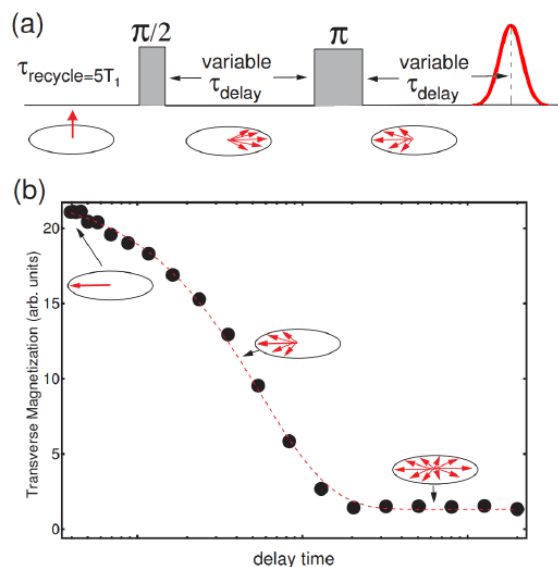 (a)
π/2
π
τrecycle=5T1
variable
τdelay
variable
τdelay
(b)
Transverse Magnetization (arb. units)
20
15
10
5
0
delay time